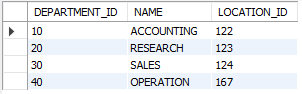 DEPARTMENT_ID NAME LOCATION_ID
10 ACCOUNTING 122
20 RESEARCH 123
30 SALES 124
40 OPERATION 167